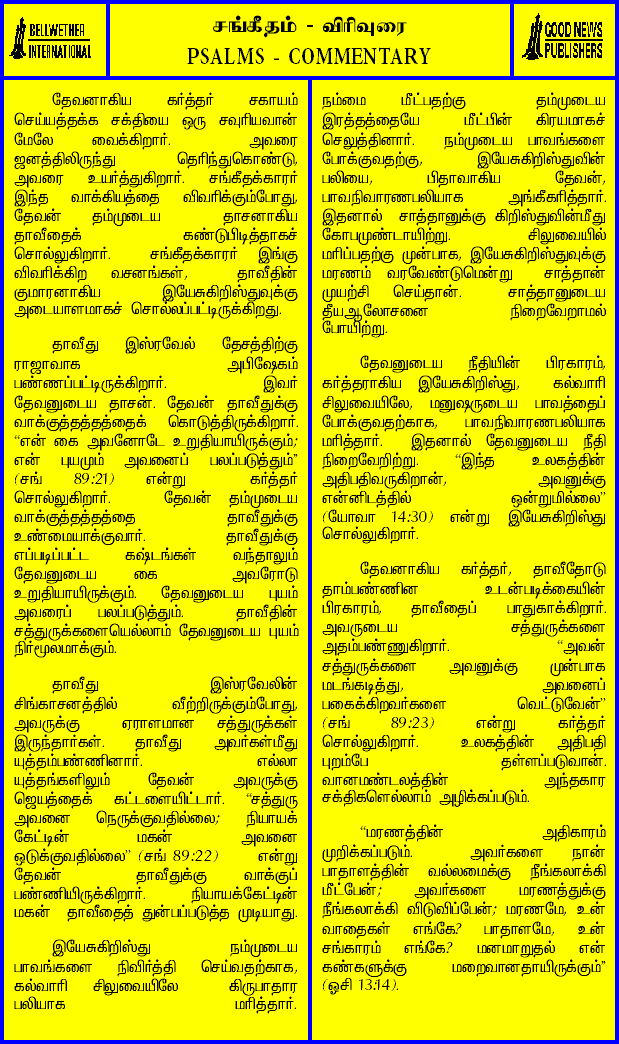 BELLWETHER
INTERNATIONAL
சங்கீதம் - விரிவுரை
PSALMS - COMMENTARY
GOOD NEWS
PUBLISHERS
தேவனாகிய கர்த்தர் சகாயம்
செய்யத்தக்க சக்தியை ஒரு சவுரியவான்
மேலே வைக்கிறார். அவரை
ஜனத்திலிருந்து தெரிந்துகொண்டு,
அவரை உயர்த்துகிறார். சங்கீதக்காரர்
இந்த வாக்கியத்தை விவரிக்கும்போது,
தேவன் தம்முடைய தாசனாகிய
தாவீதைக் கண்டுபிடித்தாகச்
சொல்லுகிறார். சங்கீதக்காரர் இங்கு
விவரிக்கிற வசனங்கள், தாவீதின்
குமாரனாகிய இயேசுகிறிஸ்துவுக்கு
அடையாளமாகச் சொல்லப்பட்டிருக்கிறது.
தாவீது இஸ்ரவேல் தேசத்திற்கு
ராஜாவாக அபிஷேகம்
பண்ணப்பட்டிருக்கிறார். இவர்
தேவனுடைய தாசன். தேவன் தாவீதுக்கு
வாக்குத்தத்தத்தைக் கொடுத்திருக்கிறார்.
“என் கை அவனோடே உறுதியாயிருக்கும்;
என் புயமும் அவனைப் பலப்படுத்தும்”
(சங் 89:21) என்று கர்த்தர்
சொல்லுகிறார். தேவன் தம்முடைய
வாக்குத்தத்தத்தை தாவீதுக்கு
உண்மையாக்குவார். தாவீதுக்கு
எப்படிப்பட்ட கஷ்டங்கள் வந்தாலும்
தேவனுடைய கை அவரோடு
உறுதியாயிருக்கும். தேவனுடைய புயம்
அவரைப் பலப்படுத்தும். தாவீதின்
சத்துருக்களையெல்லாம் தேவனுடைய புயம்
நிர்மூலமாக்கும்.
தாவீது இஸ்ரவேலின்
சிங்காசனத்தில் வீற்றிருக்கும்போது,
அவருக்கு ஏராளமான சத்துருக்கள்
இருந்தார்கள். தாவீது அவர்கள்மீது
யுத்தம்பண்ணினார். எல்லா
யுத்தங்களிலும் தேவன் அவருக்கு
ஜெயத்தைக் கட்டளையிட்டார். “சத்துரு
அவனை நெருக்குவதில்லை; நியாயக்
கேட்டின் மகன் அவனை
ஒடுக்குவதில்லை” (சங் 89:22) என்று
தேவன் தாவீதுக்கு வாக்குப்
பண்ணியிருக்கிறார். நியாயக்கேட்டின்
மகன் தாவீதைத் துன்பப்படுத்த முடியாது.
இயேசுகிறிஸ்து நம்முடைய
பாவங்களை நிவிர்த்தி செய்வதற்காக,
கல்வாரி சிலுவையிலே கிருபாதார
பலியாக மரித்தார்.
நம்மை மீட்பதற்கு தம்முடைய
இரத்தத்தையே மீட்பின் கிரயமாகச்
செலுத்தினார். நம்முடைய பாவங்களை
போக்குவதற்கு, இயேசுகிறிஸ்துவின்
பலியை, பிதாவாகிய தேவன்,
பாவநிவாரணபலியாக அங்கீகரித்தார்.
இதனால் சாத்தானுக்கு கிறிஸ்துவின்மீது
கோபமுண்டாயிற்று. சிலுவையில்
மரிப்பதற்கு முன்பாக, இயேசுகிறிஸ்துவுக்கு
மரணம் வரவேண்டுமென்று சாத்தான்
முயற்சி செய்தான். சாத்தானுடைய
தீயஆலோசனை நிறைவேறாமல்
போயிற்று.
தேவனுடைய நீதியின் பிரகாரம்,
கர்த்தராகிய இயேசுகிறிஸ்து, கல்வாரி
சிலுவையிலே, மனுஷருடைய பாவத்தைப்
போக்குவதற்காக, பாவநிவாரணபலியாக
மரித்தார். இதனால் தேவனுடைய நீதி
நிறைவேறிற்று. “இந்த உலகத்தின்
அதிபதிவருகிறான், அவனுக்கு
என்னிடத்தில் ஒன்றுமில்லை”
(யோவா 14:30) என்று இயேசுகிறிஸ்து
சொல்லுகிறார்.
தேவனாகிய கர்த்தர், தாவீதோடு
தாம்பண்ணின உடன்படிக்கையின்
பிரகாரம், தாவீதைப் பாதுகாக்கிறார்.
அவருடைய சத்துருக்களை
அதம்பண்ணுகிறார். “அவன்
சத்துருக்களை அவனுக்கு முன்பாக
மடங்கடித்து, அவனைப்
பகைக்கிறவர்களை வெட்டுவேன்”
(சங் 89:23) என்று கர்த்தர்
சொல்லுகிறார். உலகத்தின் அதிபதி
புறம்பே தள்ளப்படுவான்.
வானமண்டலத்தின் அந்தகார
சக்திகளெல்லாம் அழிக்கப்படும்.
“மரணத்தின் அதிகாரம்
முறிக்கப்படும். அவர்களை நான்
பாதாளத்தின் வல்லமைக்கு நீங்கலாக்கி
மீட்பேன்; அவர்களை மரணத்துக்கு
நீங்கலாக்கி விடுவிப்பேன்; மரணமே, உன்
வாதைகள் எங்கே? பாதாளமே, உன்
சங்காரம் எங்கே? மனமாறுதல் என்
கண்களுக்கு மறைவானதாயிருக்கும்”
(ஓசி 13:14).